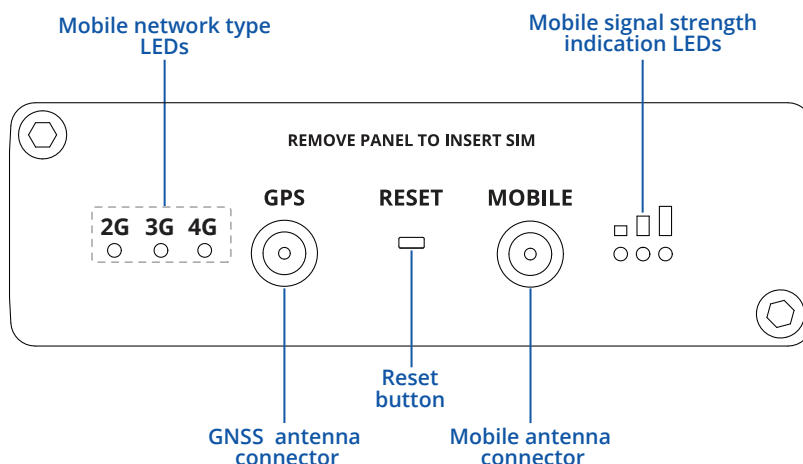 Mobile network type
LEDs
Mobile signal strength
indication LEDs
REMOVE PANEL TO INSERT SIM
GPS
RESET
MOBILE
2G 3G 4G
Reset
button
GNSS antenna
connector
Mobile antenna
connector